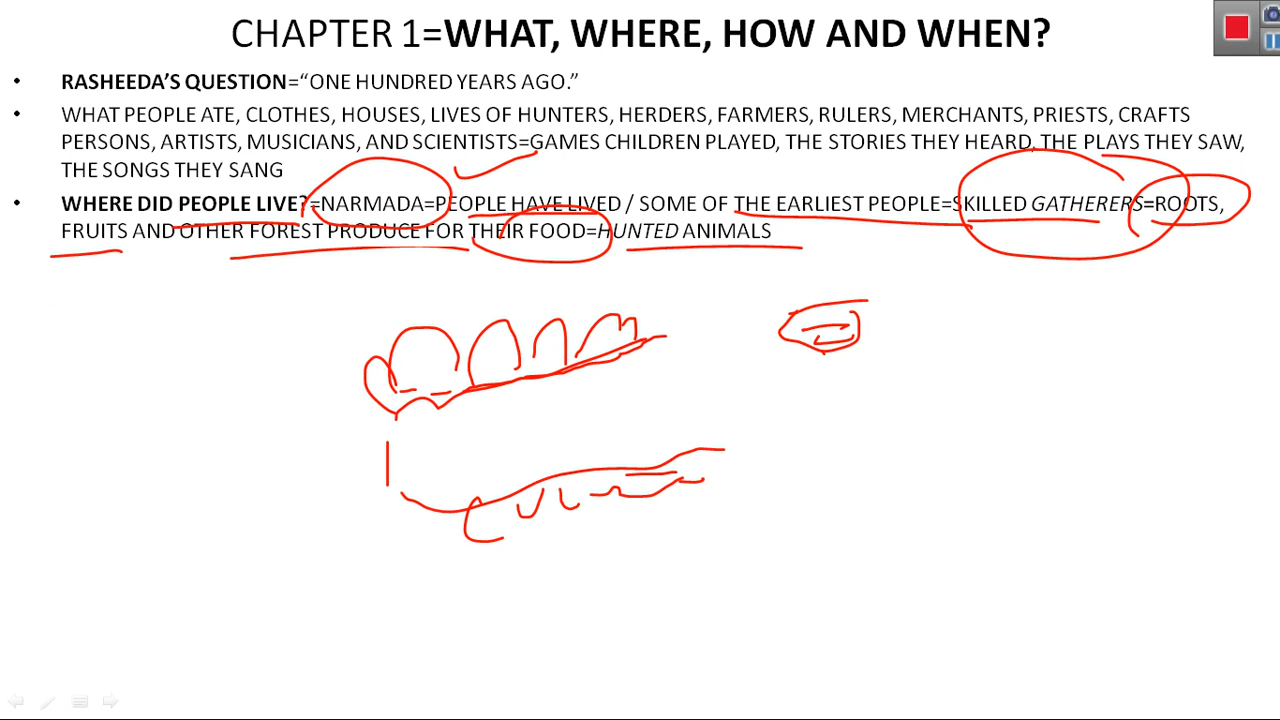 CHAPTER 1=WHAT, WHERE, HOW AND WHEN?
• RASHEEDA'S QUESTION=“ONE HUNDRED YEARS AGO.”
• WHAT PEOPLE ATE, CLOTHES, HOUSES, LIVES OF HUNTERS, HERDERS, FARMERS, RULERS, MERCHANTS, PRIESTS, CRAFTS
PERSONS, ARTISTS, MUSICIANS, AND SCIENTISTS=GAMES CHILDREN PLAYED, THE STORIES THEY HEARD, THE PLAYS THEY SAW,
THE SONGS THEY SANG
• WHERE DID PEOPLE LIVE?=NARMADA=PEOPLE HAVE LIVED / SOME OF THE EARLIEST PEOPLE=SKILLED GATHERERS=ROOTS,
FRUITS AND OTHER FOREST PRODUCE FOR THEIR FOOD=HUNTED ANIMALS